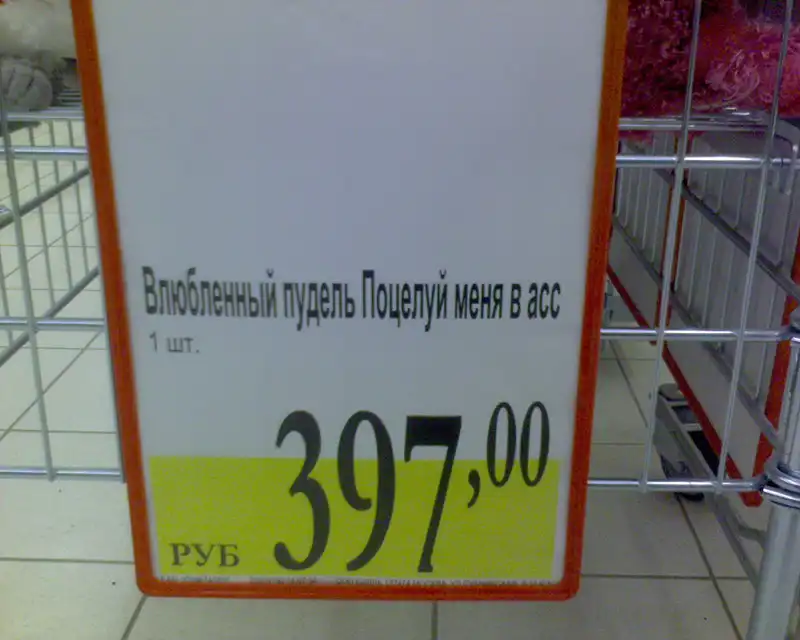 Влюбленный пудель Поцелуй меня в асс
1 шт.
397,00
РУБ